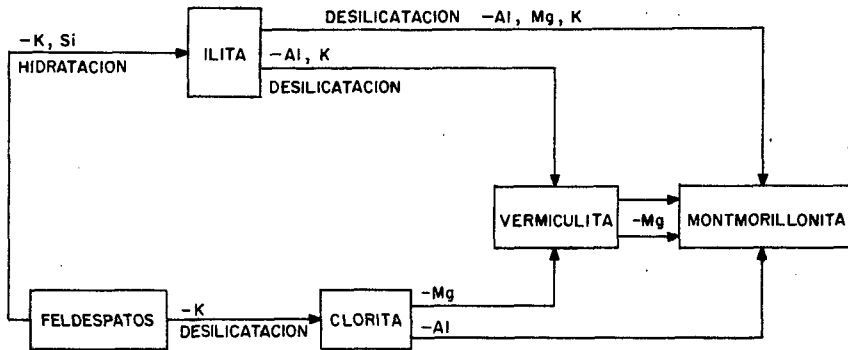 DESILICATACION -Al, Mg, K
-K, Si
HIDRATACION
ILITA
-Al, K
DESILICATACION
VERMICULITA
-Mg
MONTMORILLONITA
FELDESPATOS
-K
DESILICATACION
CLORITA
-Mg
-Al